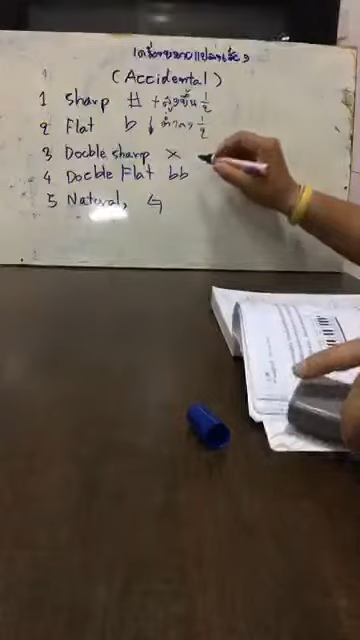 เครื่องหมายแปลงเสียง
(Accidental)
1 sharp # + สูงขึ้น 1/2
2 Flat b ↓ ต่ำลง 1/2
3 Docble sharp ×
4 Docble Flat bb
5 Natural, ♮